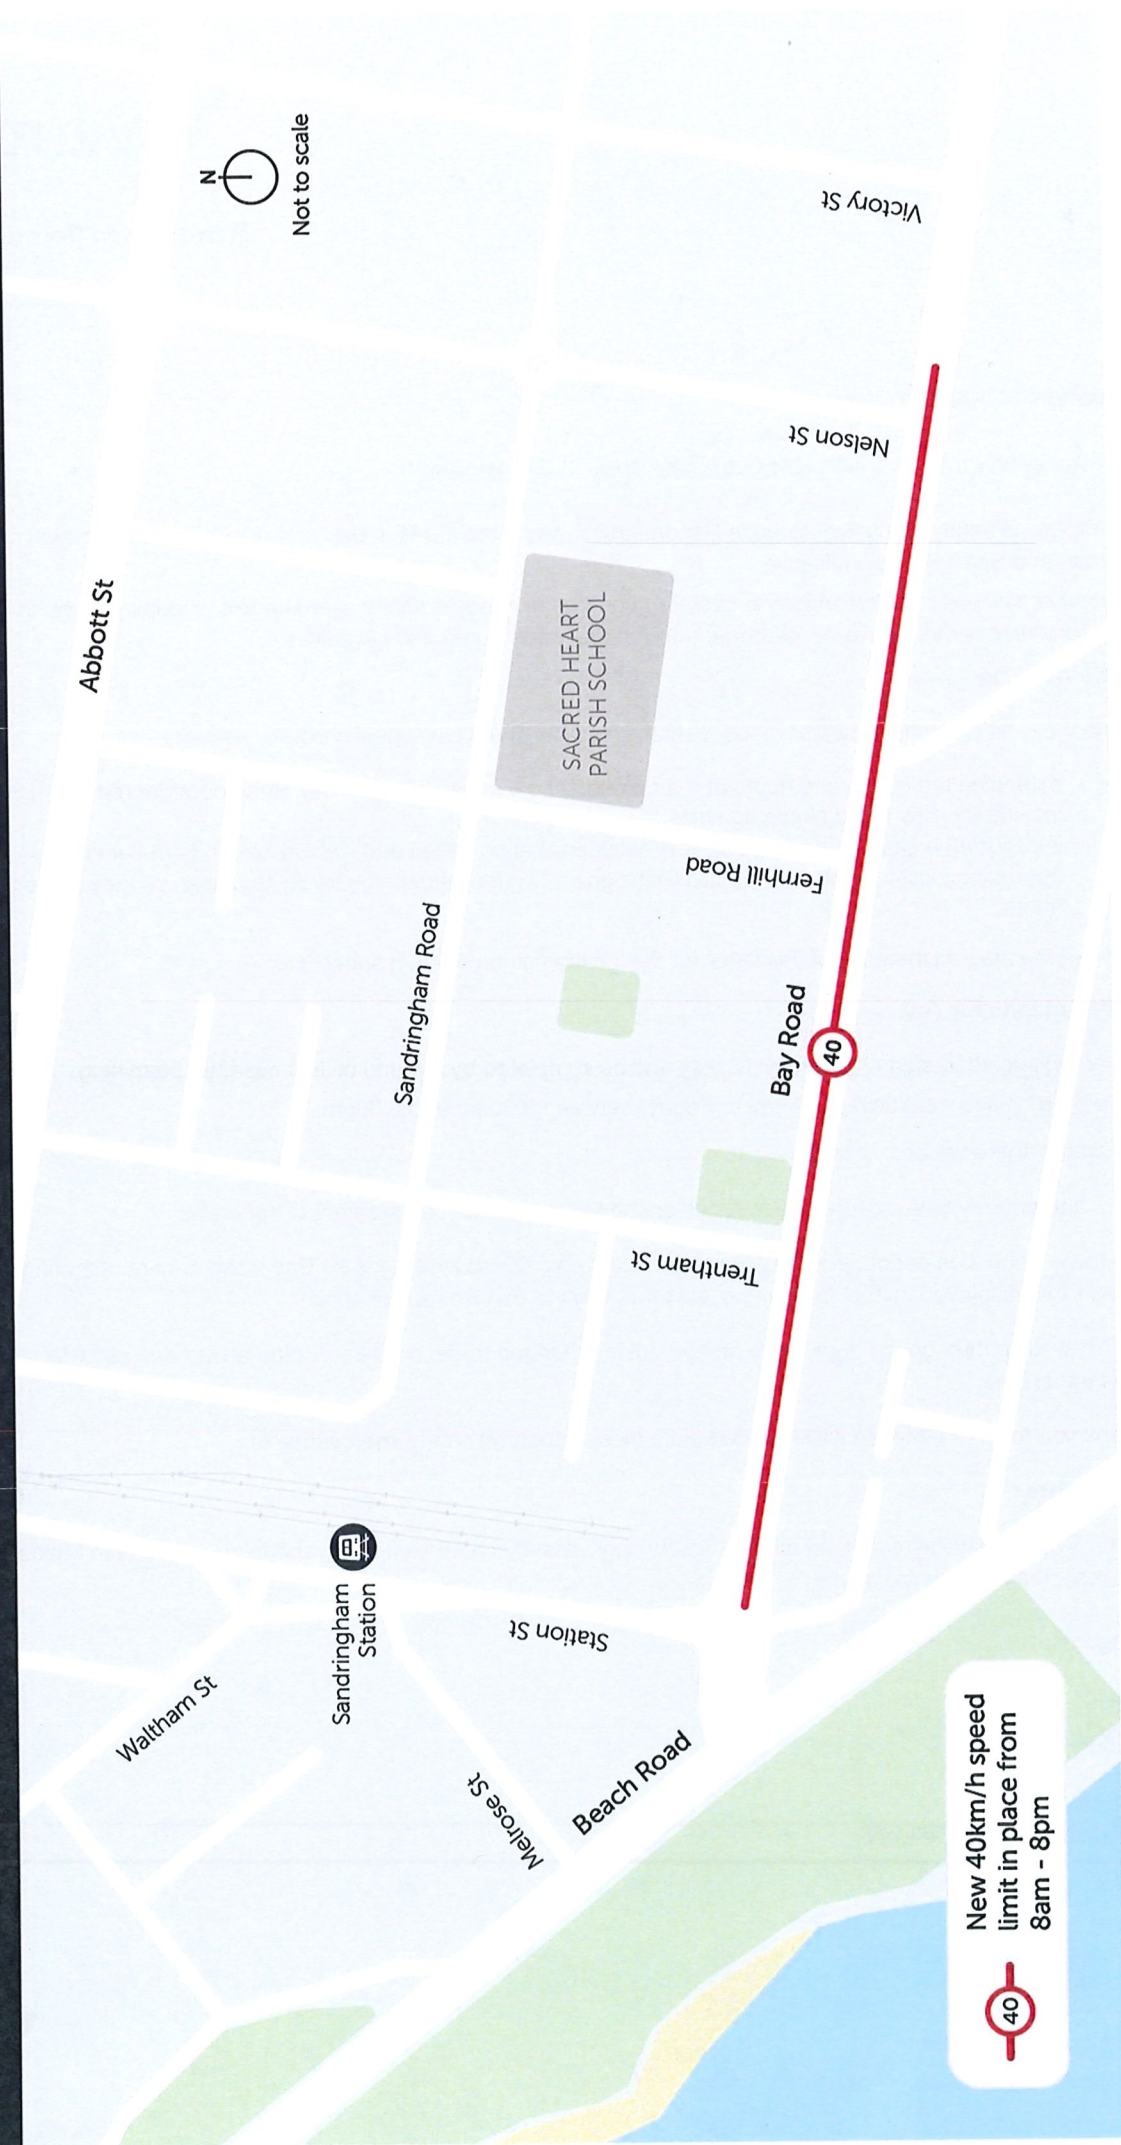 N
Not to scale
Abbott St
Victory St
Nelson St
SACRED HEART
PARISH SCHOOL
Fernhill Road
Sandringham Road
Bay Road
40
Trentham St
Sandringham
Station
Station St
Waltham St
Melrose St
Beach Road
40
New 40km/h speed
limit in place from
8am - 8pm